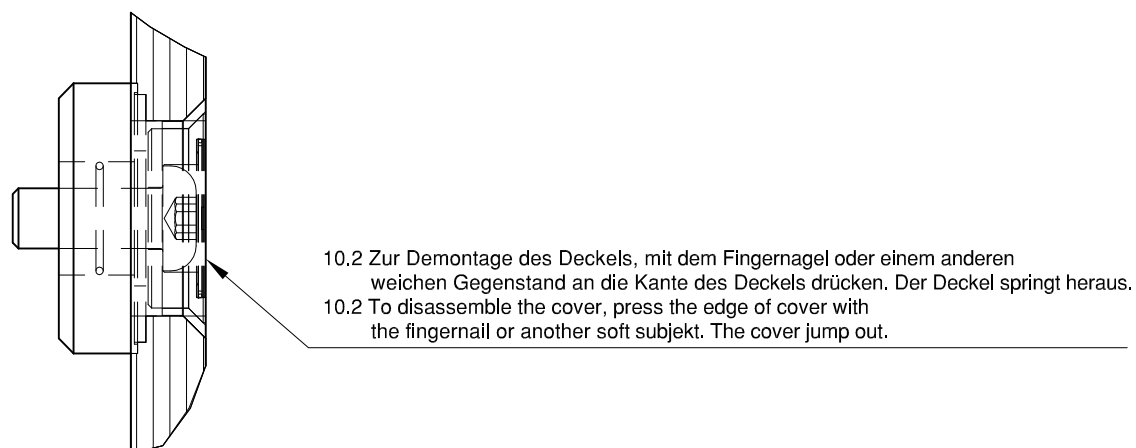 10.2 Zur Demontage des Deckels, mit dem Fingernagel oder einem anderen
weichen Gegenstand an die Kante des Deckels drücken. Der Deckel springt heraus.
10.2 To disassemble the cover, press the edge of cover with
the fingernail or another soft subjekt. The cover jump out.